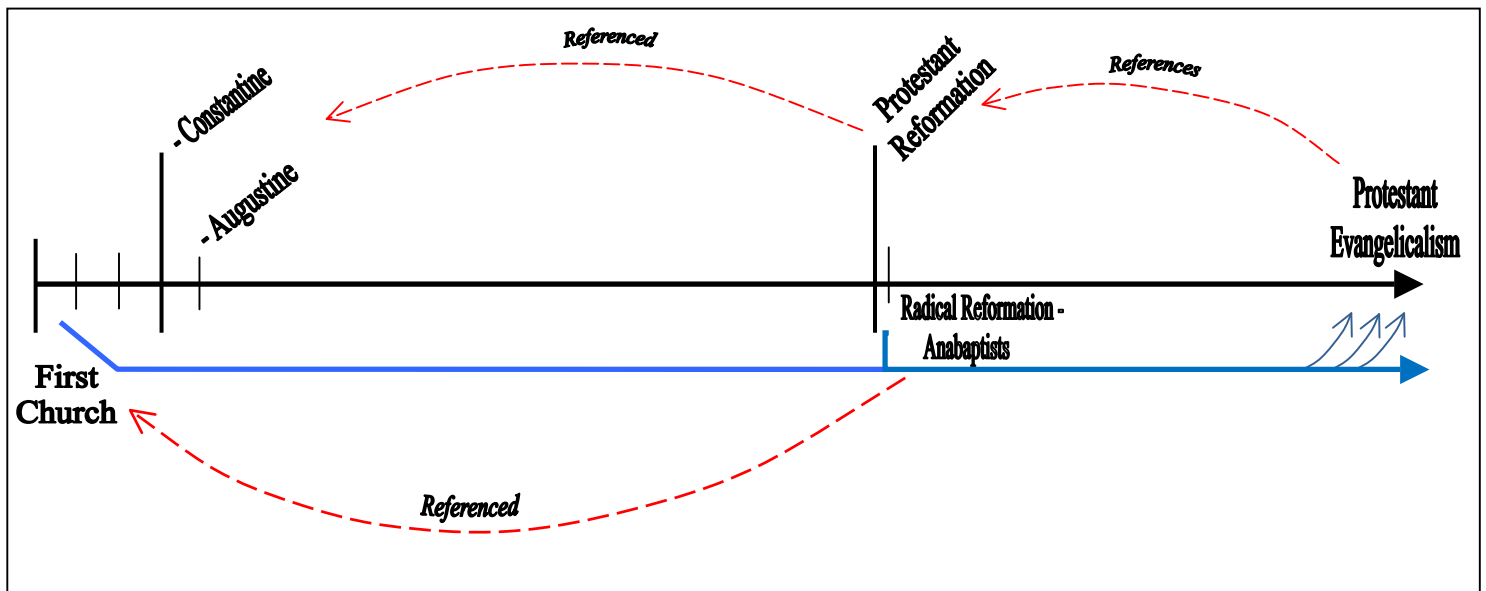 Referenced
References
- Constantine
- Augustine
Protestant
Reformation
Protestant
Evangelicalism
Radical Reformation -
Anabaptists
First
Church
Referenced